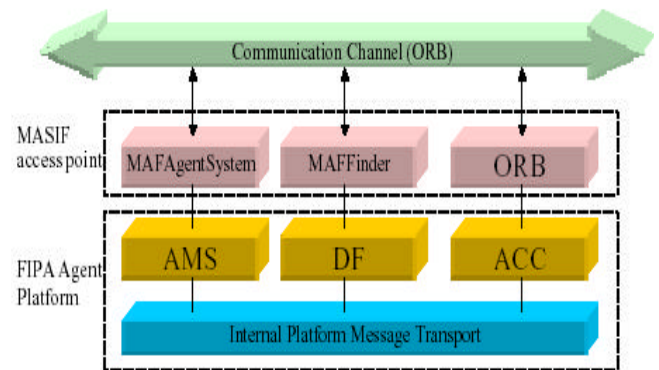 Communication Channel (ORB)
MASIF
access point
MAFAgentSystem
MAFFinder
ORB
FIPA Agent
Platform
AMS
DF
ACC
Internal Platform Message Transport